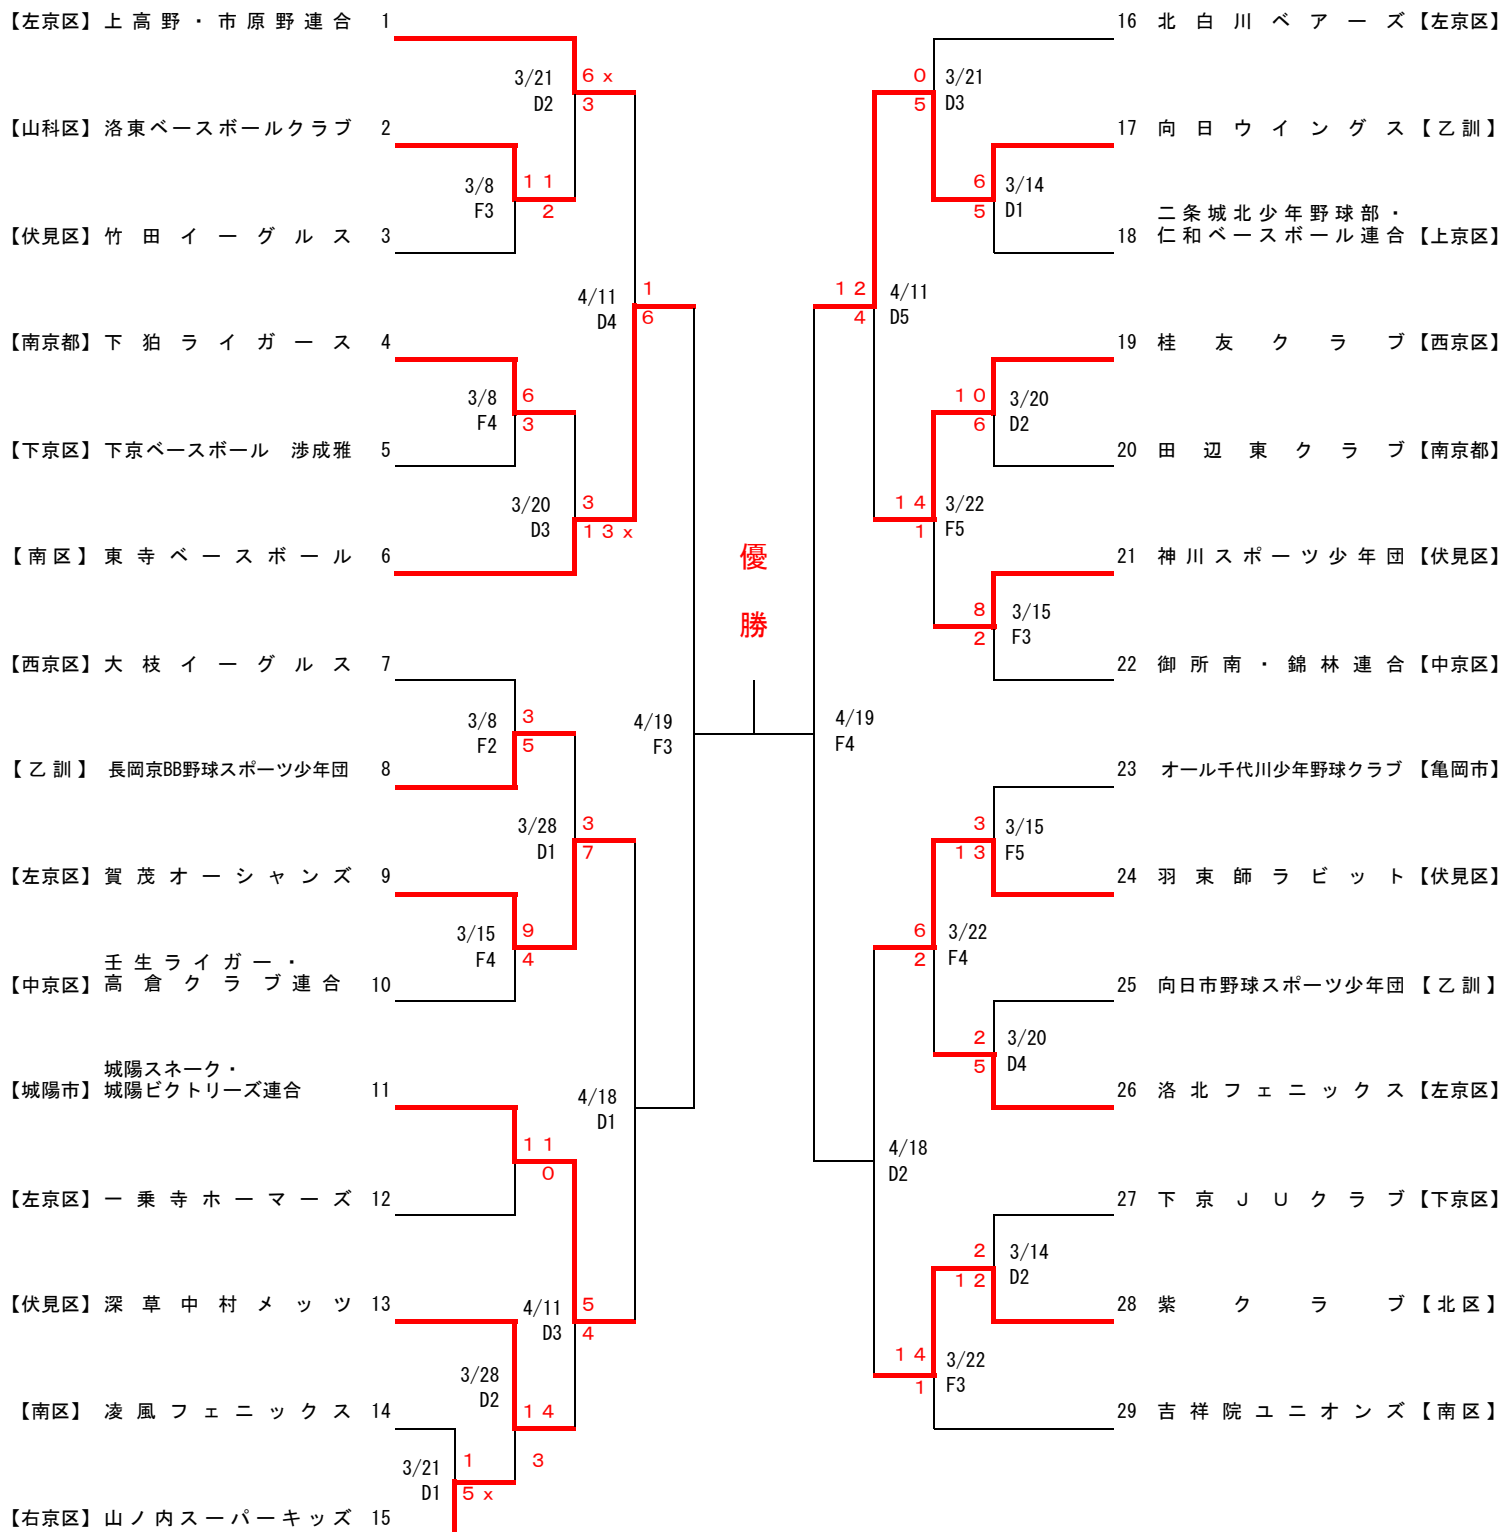 【左京区】上高野・市原野連合 1
3/21 6x
D2 3
【山科区】洛東ベースボールクラブ 2
3/8 11
F3 2
【伏見区】竹田イーグルス 3
4/11 1
D4 6
【南京都】下狛ライガース 4
3/8 6
F4 3
【下京区】下京ベースボール 渉成雅 5
3/20 3
D3 13x
【南区】東寺ベースボール 6
【西京区】大枝イーグルス 7
3/8 3
F2 5
【乙訓】長岡京BB野球スポーツ少年団 8
3/28 3
D1 7
【左京区】賀茂オーシャンズ 9
3/15 9
F4 4
壬生ライガー・
【中京区】高倉クラブ連合 10
城陽スネーク・
【城陽市】城陽ビクトリーズ連合 11
4/18
D1
11
0
【左京区】一乗寺ホーマーズ 12
【伏見区】深草中村メッツ 13
4/11 5
D3 4
3/28
D2 14
3
【南区】凌風フェニックス 14
3/21 1
D1 5x
【右京区】山ノ内スーパーキッズ 15
4/19
F3
優
勝
4/19
F4
16 北白川ベアーズ【左京区】
0 3/21
5 D3
17 向日ウイングス【乙訓】
6 3/14
5 D1
二条城北少年野球部・
18 仁和ベースボール連合【上京区】
12 4/11
4 D5
19 桂友クラブ【西京区】
10 3/20
6 D2
20 田辺東クラブ【南京都】
14 3/22
1 F5
21 神川スポーツ少年団【伏見区】
8 3/15
2 F3
22 御所南・錦林連合【中京区】
23 オール千代川少年野球クラブ【亀岡市】
3 3/15
13 F5
24 羽束師ラビット【伏見区】
6 3/22
2 F4
25 向日市野球スポーツ少年団【乙訓】
2 3/20
5 D4
26 洛北フェニックス【左京区】
4/18
D2
27 下京JUクラブ【下京区】
2 3/14
12 D2
28 紫クラブ【北区】
14 3/22
1 F3
29 吉祥院ユニオンズ【南区】